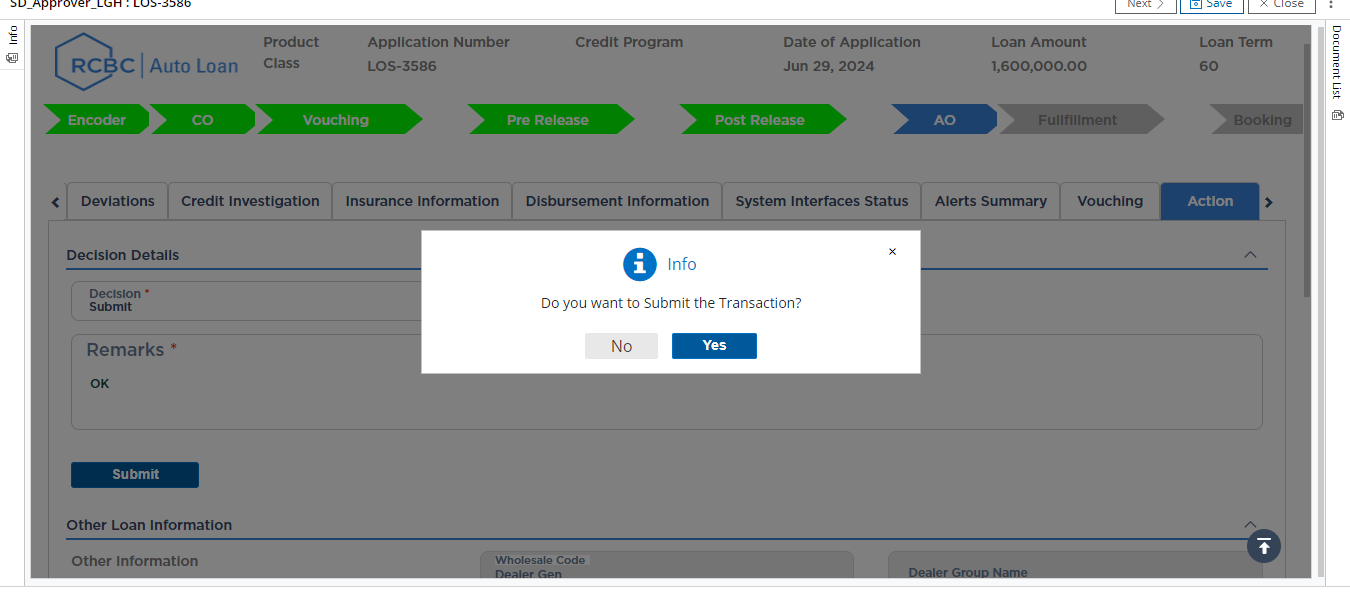 SD_Approver_LGH : LOS-3586
Next
Save
Close
Info
Document List
RCBC Auto Loan
Product Class
Application Number
LOS-3586
Credit Program
Date of Application
Jun 29, 2024
Loan Amount
1,600,000.00
Loan Term
60
Encoder
CO
Vouching
Pre Release
Post Release
AO
Fullfillment
Booking
Deviations
Credit Investigation
Insurance Information
Disbursement Information
System Interfaces Status
Alerts Summary
Vouching
Action
Decision Details
Decision *
Submit
Remarks *
OK
Info
Do you want to Submit the Transaction?
No
Yes
Submit
Other Loan Information
Other Information
Wholesale Code
Dealer Gen
Dealer Group Name